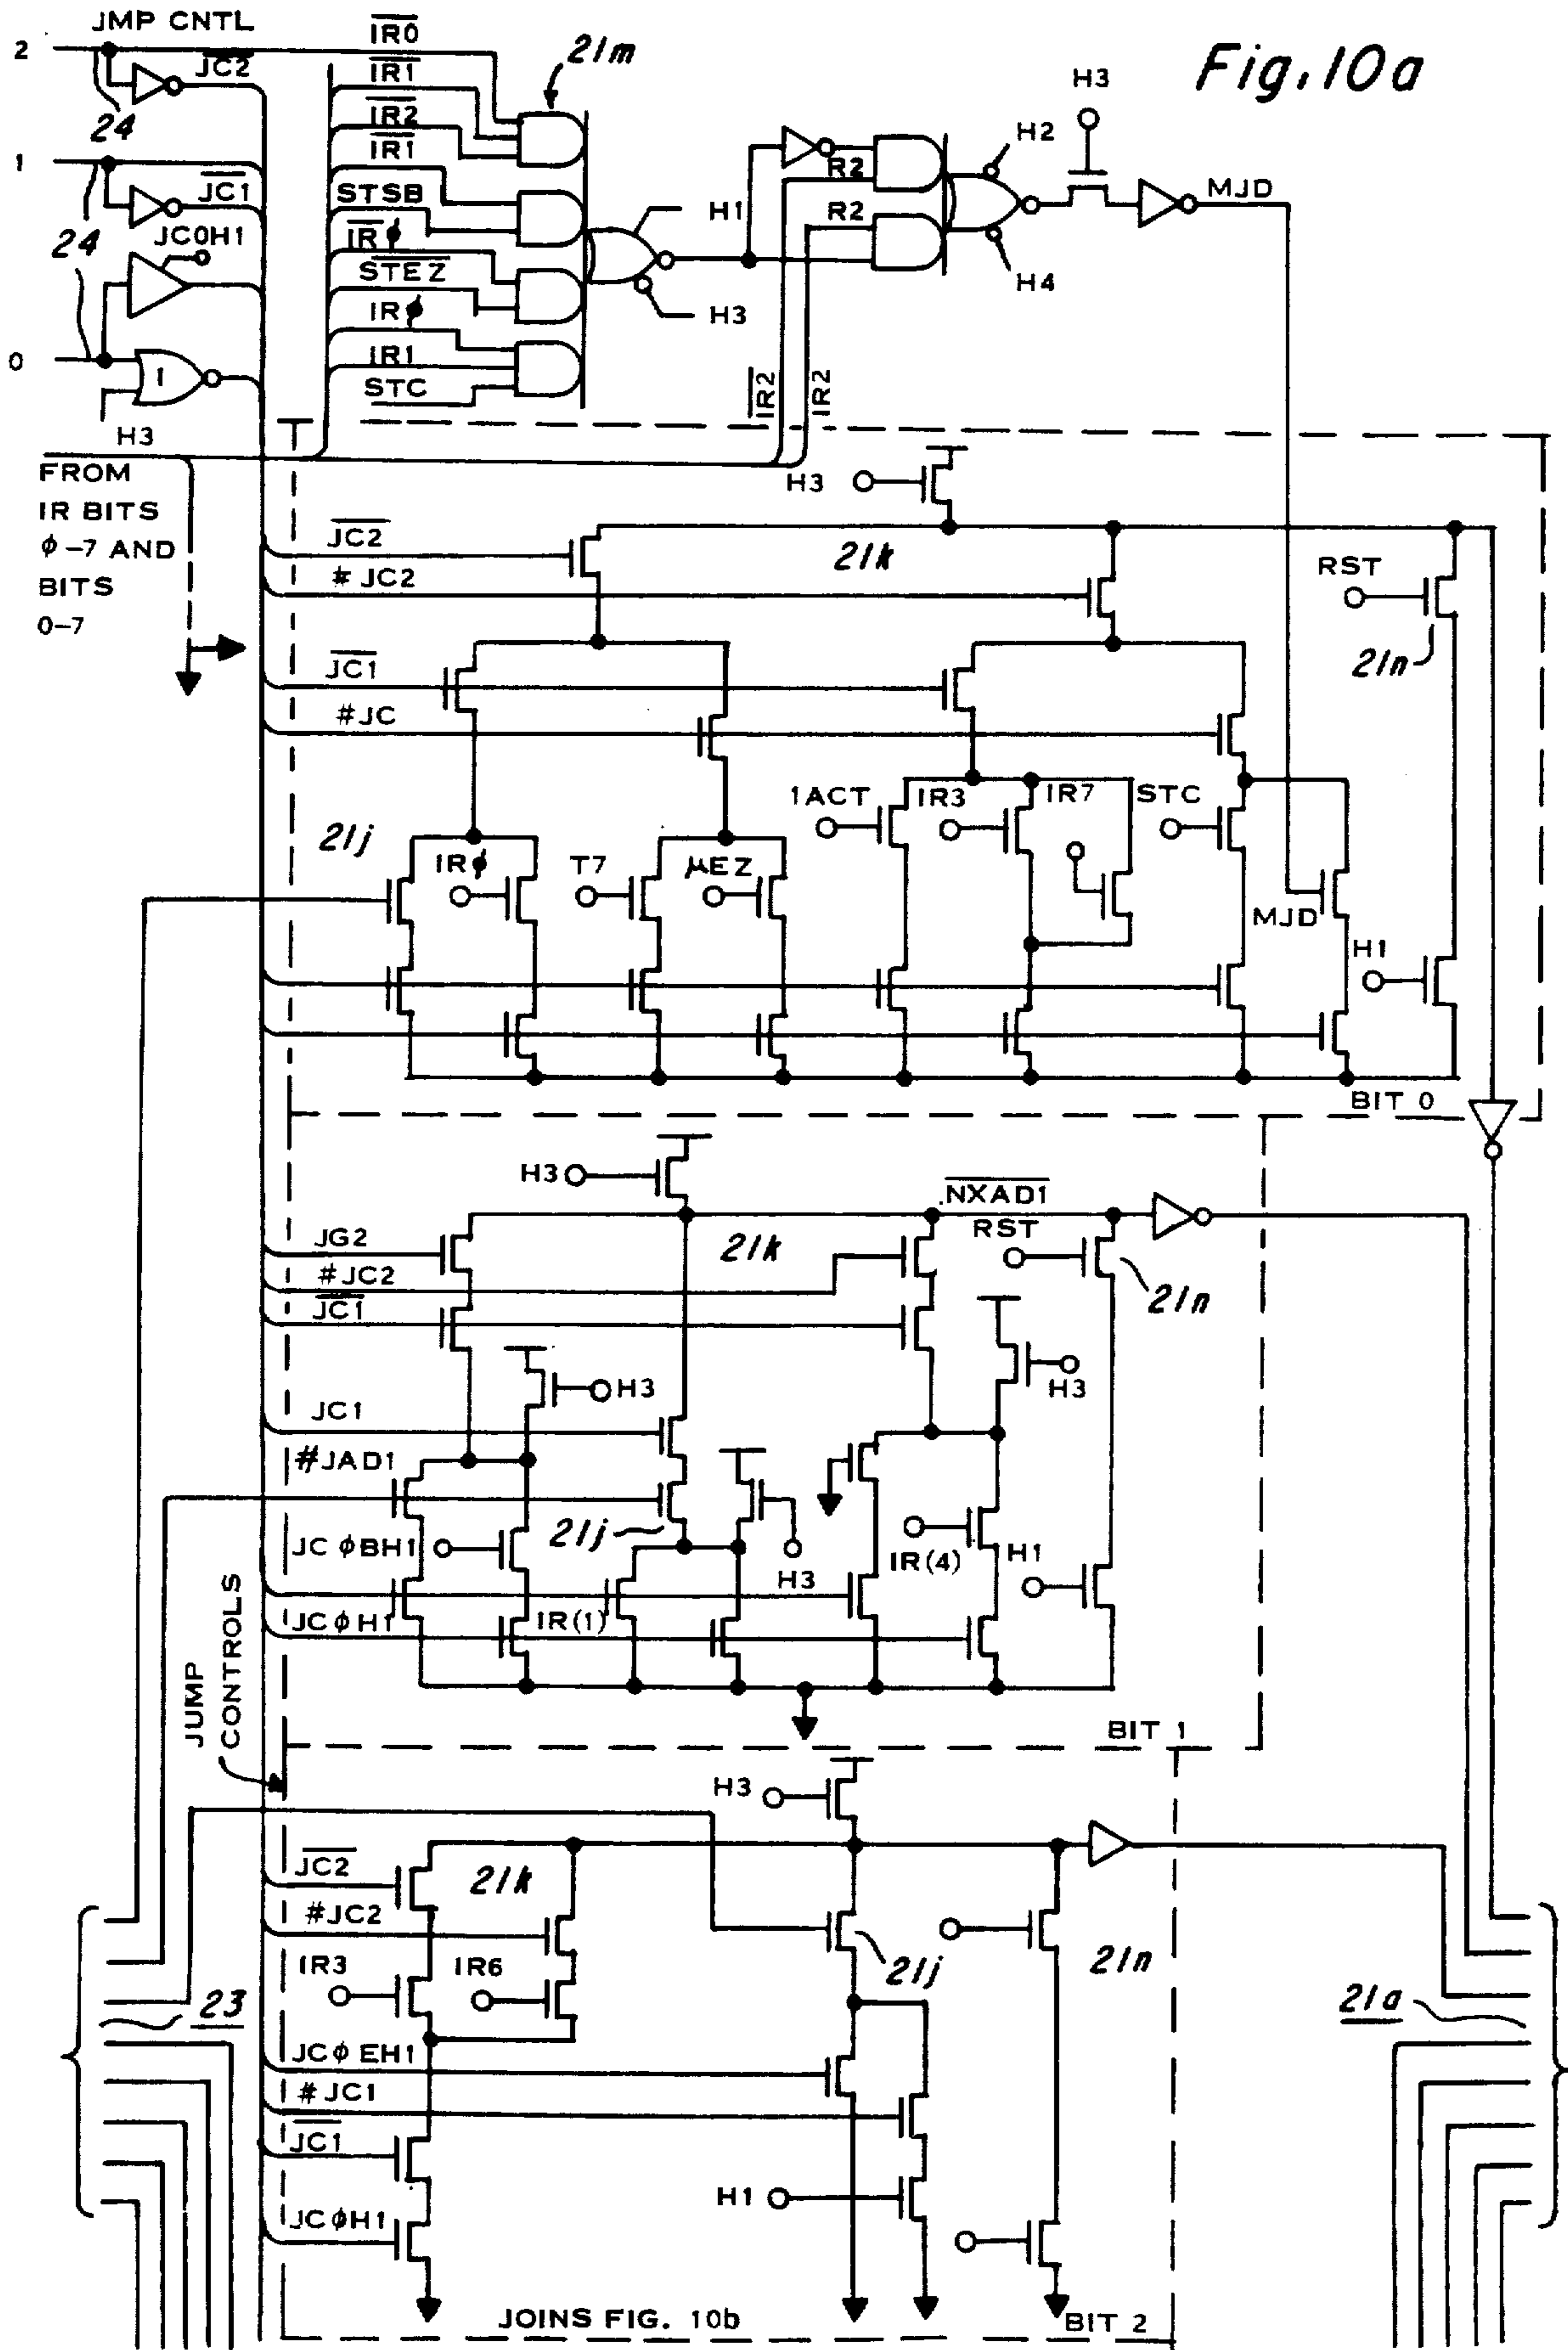 Fig. 10a
JMP CNTL
2
JC2
24
1
JC1
24
JC0H1
0
H3
FROM
IR BITS
ϕ-7 AND
BITS
0-7
IR0
IR1
IR2
IR1
STSB
IR ϕ
STEZ
IRϕ
IR1
STC
21m
H1
H3
R2
R2
H2
H4
H3
MJD
IR2
IR2
H3
JC2
# JC2
21k
RST
21n
JC1
#JC
1ACT
IR3
IR7
STC
21j
IRϕ
T7
μEZ
MJD
H1
BIT 0
H3
NXAD1
RST
JG2
#JC2
JC1
21k
21n
H3
H3
JC1
#JAD1
21j
JC ϕBH1
H3
IR(4)
H1
JCϕH1
IR(1)
JUMP
CONTROLS
BIT 1
H3
JC2
21k
#JC2
IR3
IR6
21j
21n
23
21a
JCϕEH1
#JC1
JC1
H1
JCϕH1
JOINS FIG. 10b
BIT 2